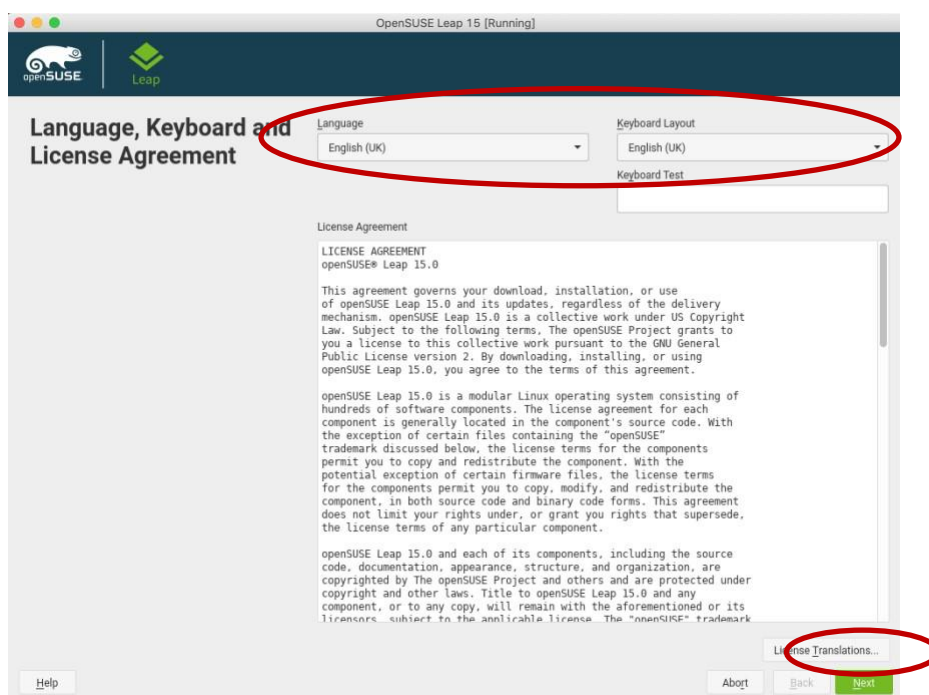 OpenSUSE Leap 15 [Running]
openSUSE
Leap
Language, Keyboard and
License Agreement
Language
Keyboard Layout
English (UK)
English (UK)
Keyboard Test
License Agreement
LICENSE AGREEMENT
openSUSE® Leap 15.0
This agreement governs your download, installation, or use
of openSUSE Leap 15.0 and its updates, regardless of the delivery
mechanism. openSUSE Leap 15.0 is a collective work under US Copyright
Law. Subject to the following terms, The openSUSE Project grants to
you a license to this collective work pursuant to the GNU General
Public License version 2. By downloading, installing, or using
openSUSE Leap 15.0, you agree to the terms of this agreement.
openSUSE Leap 15.0 is a modular Linux operating system consisting of
hundreds of software components. The license agreement for each
component is generally located in the component's source code. With
the exception of certain files containing the “openSUSE”
trademark discussed below, the license terms for the components
permit you to copy and redistribute the component. With the
potential exception of certain firmware files, the license terms
for the components permit you to copy, modify, and redistribute the
component, in both source code and binary code forms. This agreement
does not limit your rights under, or grant you rights that supersede,
the license terms of any particular component.
openSUSE Leap 15.0 and each of its components, including the source
code, documentation, appearance, structure, and organization, are
copyrighted by The openSUSE Project and others and are protected under
copyright and other laws. Title to openSUSE Leap 15.0 and any
component, or to any copy, will remain with the aforementioned or its
licensors, subject to the applicable license. The "openSUSE" trademark
License Translations...
Help
Abort
Back
Next